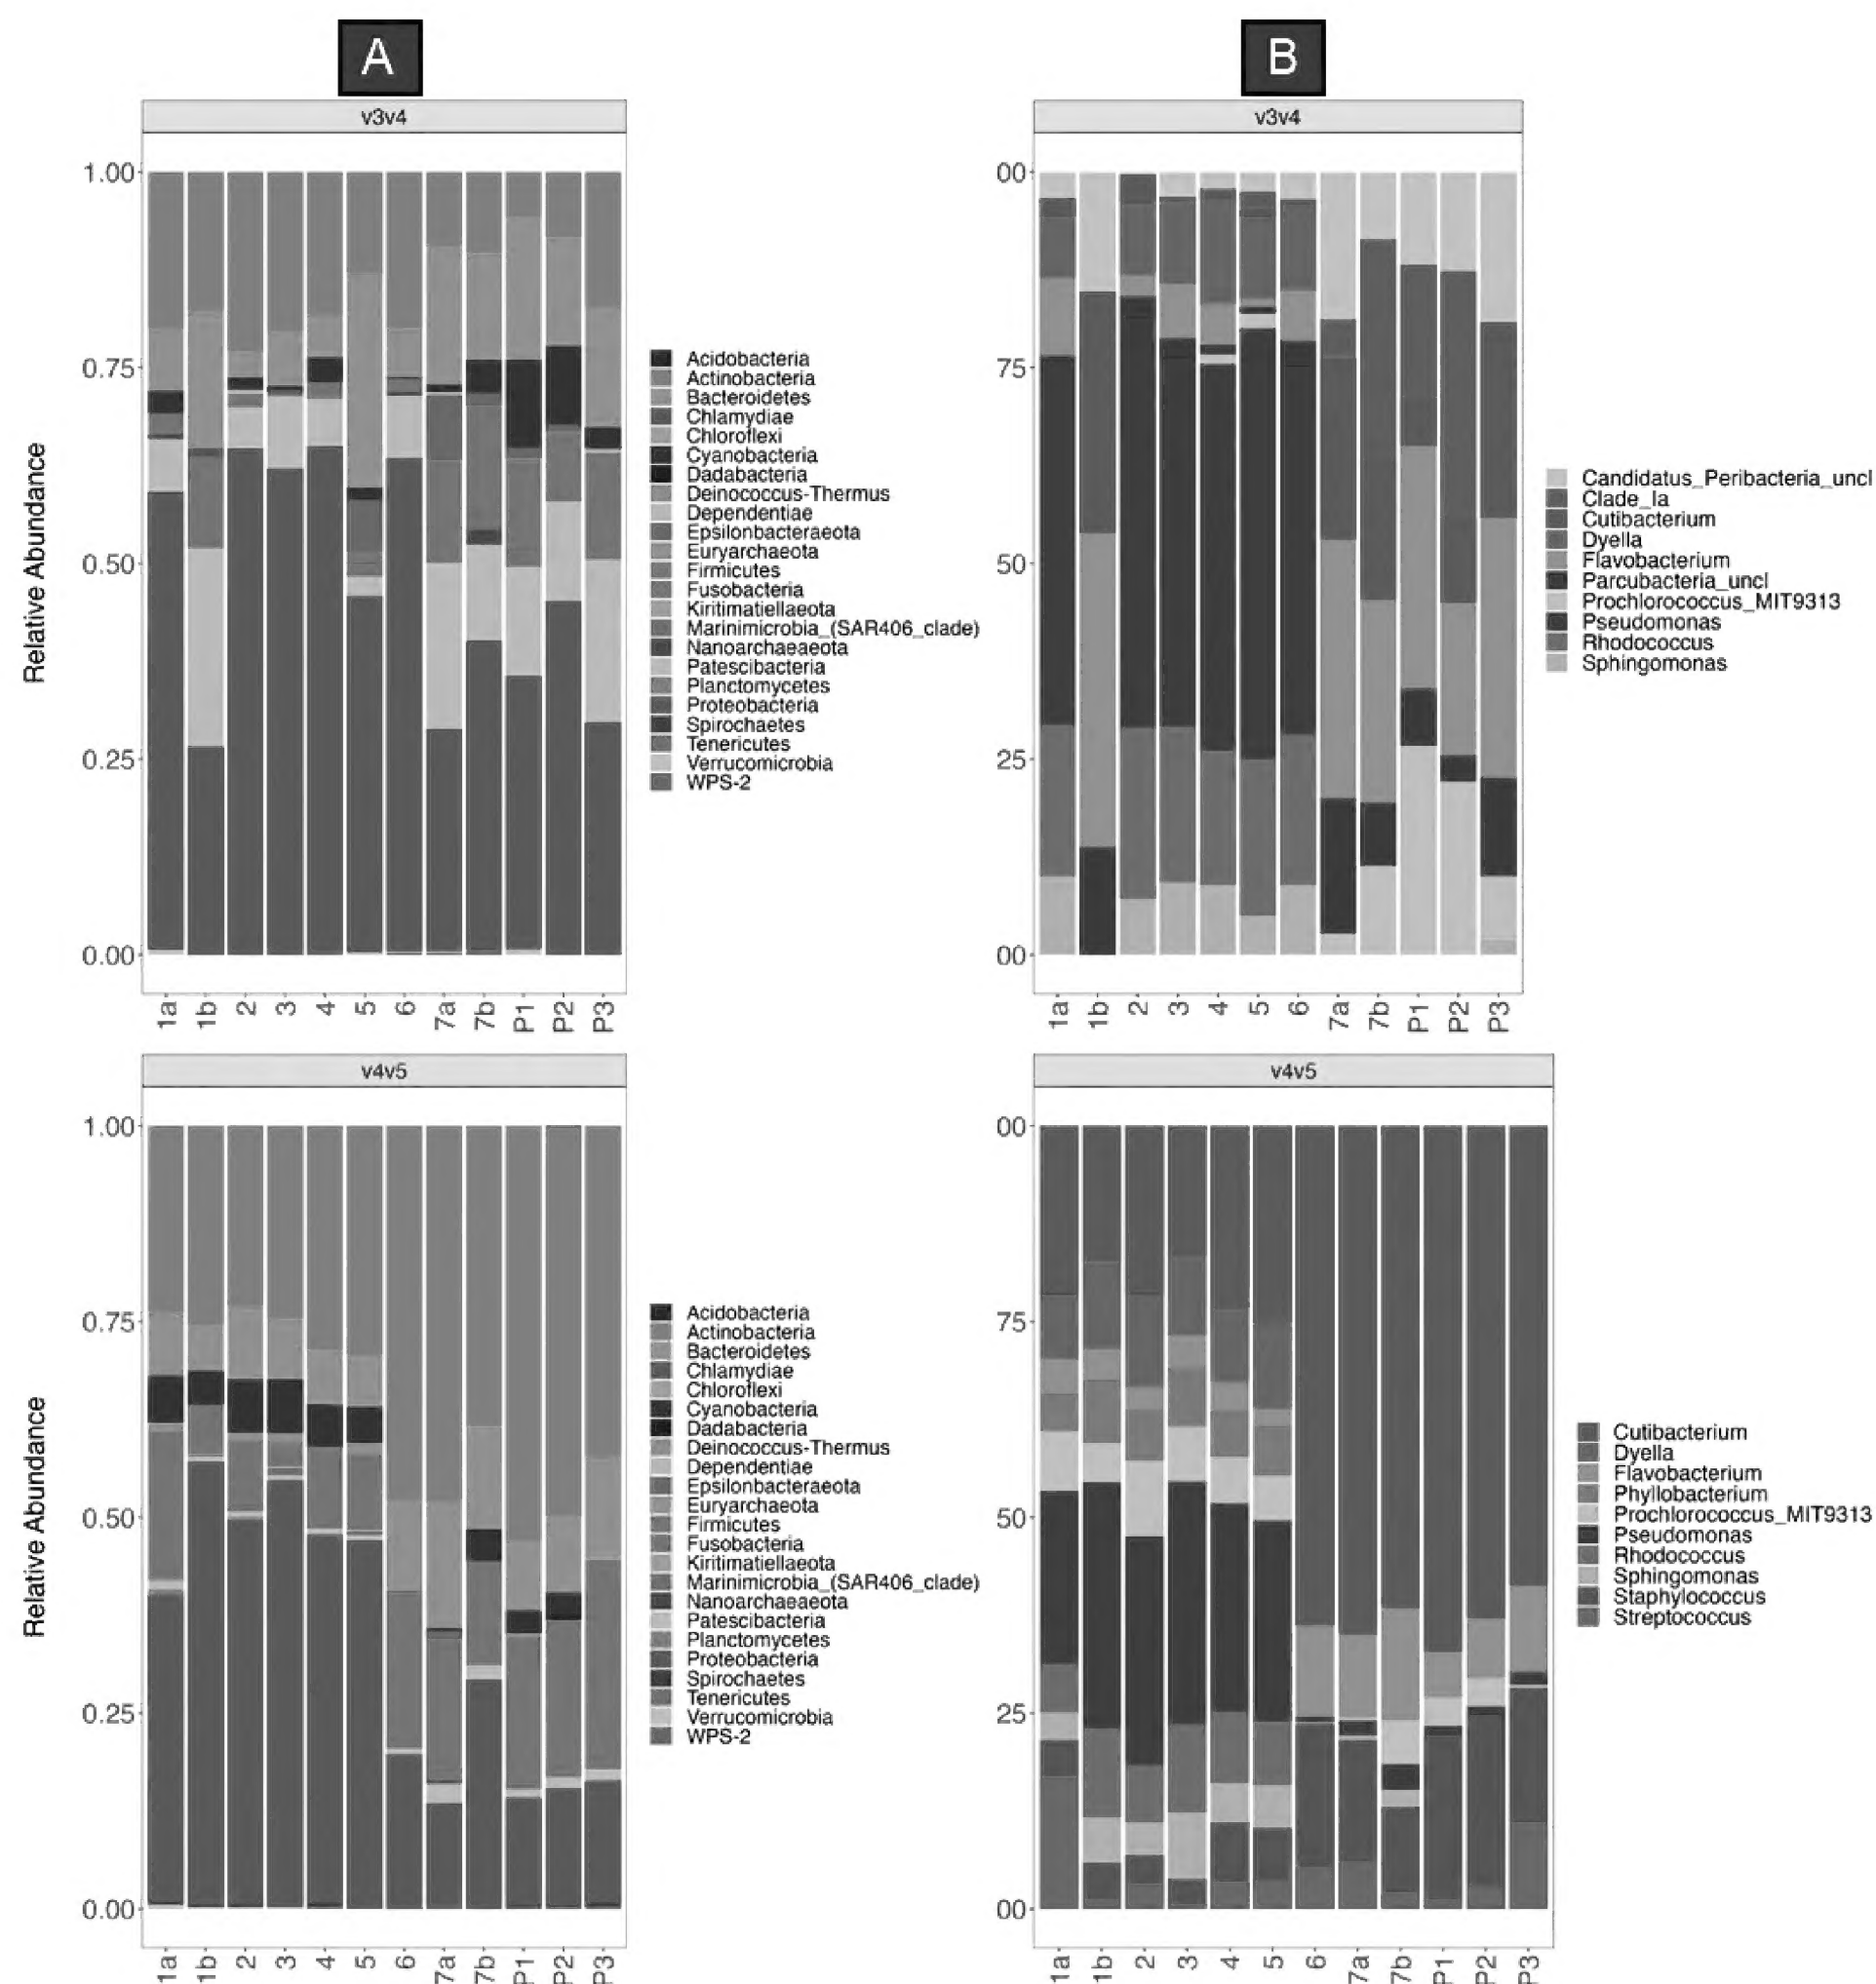 A
v3v4
1.00
0.75
0.50
0.25
0.00
Relative Abundance
1a 1b 2 3 4 5 6 7a 7b P1 P2 P3
Acidobacteria
Actinobacteria
Bacteroidetes
Chlamydiae
Chloroflexi
Cyanobacteria
Dadabacteria
Deinococcus-Thermus
Dependentiae
Epsilonbacteraeota
Euryarchaeota
Firmicutes
Fusobacteria
Kiritimatiellaeota
Marinimicrobia_(SAR406_clade)
Nanoarchaeaeota
Patescibacteria
Planctomycetes
Proteobacteria
Spirochaetes
Tenericutes
Verrucomicrobia
WPS-2
B
v3v4
00
75
50
25
00
1a 1b 2 3 4 5 6 7a 7b P1 P2 P3
Candidatus_Peribacteria_uncl
Clade_Ia
Cutibacterium
Dyella
Flavobacterium
Parcubacteria_uncl
Prochlorococcus_MIT9313
Pseudomonas
Rhodococcus
Sphingomonas
v4v5
1.00
0.75
0.50
0.25
0.00
Relative Abundance
1a 1b 2 3 4 5 6 7a 7b P1 P2 P3
Acidobacteria
Actinobacteria
Bacteroidetes
Chlamydiae
Chloroflexi
Cyanobacteria
Dadabacteria
Deinococcus-Thermus
Dependentiae
Epsilonbacteraeota
Euryarchaeota
Firmicutes
Fusobacteria
Kiritimatiellaeota
Marinimicrobia_(SAR406_clade)
Nanoarchaeaeota
Patescibacteria
Planctomycetes
Proteobacteria
Spirochaetes
Tenericutes
Verrucomicrobia
WPS-2
v4v5
00
75
50
25
00
1a 1b 2 3 4 5 6 7a 7b P1 P2 P3
Cutibacterium
Dyella
Flavobacterium
Phyllobacterium
Prochlorococcus_MIT9313
Pseudomonas
Rhodococcus
Sphingomonas
Staphylococcus
Streptococcus